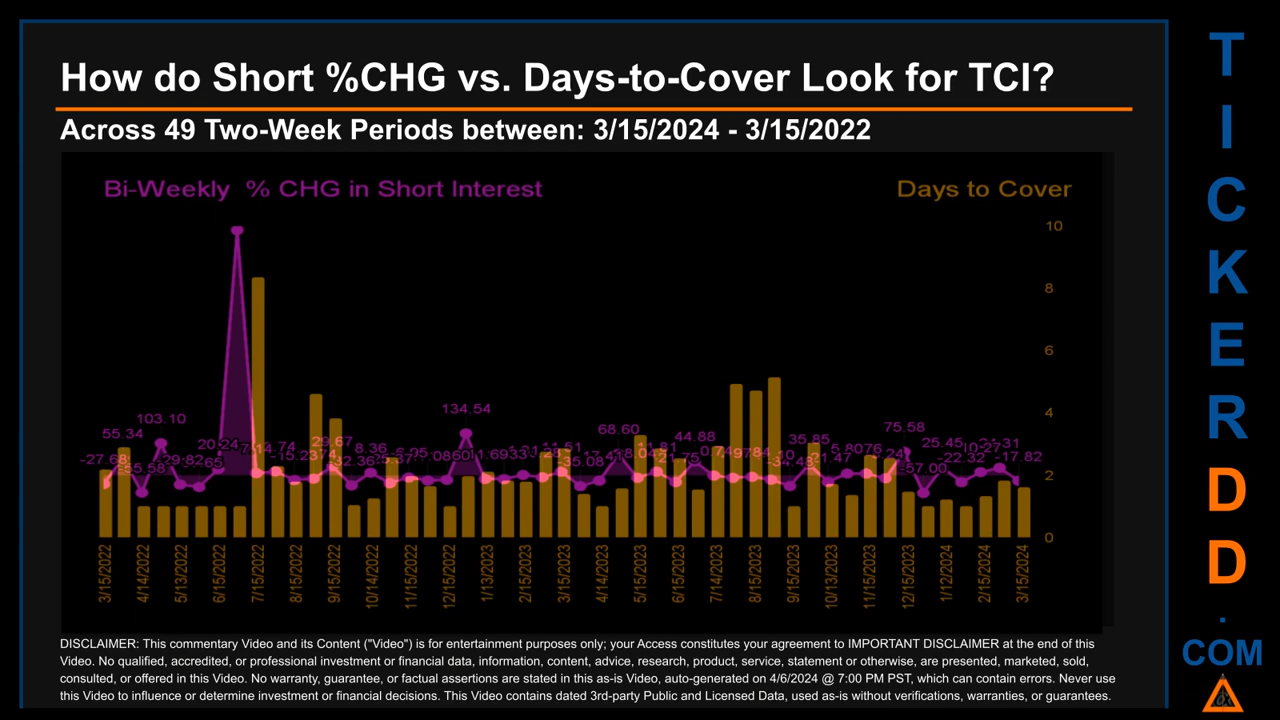 How do Short %CHG vs. Days-to-Cover Look for TCI?
Across 49 Two-Week Periods between: 3/15/2024 - 3/15/2022
Bi-Weekly % CHG in Short Interest
Days to Cover
10
8
6
4
2
0
134.54
103.10
55.34
68.60
75.58
44.88
35.85
29.67
20.24
25.45
8.36
-17.82
-57.00
-22.32
3/15/2022
4/14/2022
5/13/2022
6/15/2022
7/15/2022
8/15/2022
9/15/2022
10/14/2022
11/15/2022
12/15/2022
1/13/2023
2/15/2023
3/15/2023
4/14/2023
5/15/2023
6/15/2023
7/14/2023
8/15/2023
9/15/2023
10/13/2023
11/15/2023
12/15/2023
1/12/2024
2/15/2024
3/15/2024
DISCLAIMER: This commentary Video and its Content ("Video") is for entertainment purposes only; your Access constitutes your agreement to IMPORTANT DISCLAIMER at the end of this
Video. No qualified, accredited, or professional investment or financial data, information, content, advice, research, product, service, statement or otherwise, are presented, marketed, sold,
consulted, or offered in this Video. No warranty, guarantee, or factual assertions are stated in this as-is Video, auto-generated on 4/6/2024 @ 7:00 PM PST, which can contain errors. Never use
this Video to influence or determine investment or financial decisions. This Video contains dated 3rd-party Public and Licensed Data, used as-is without verifications, warranties, or guarantees.
T
I
C
K
E
R
D
D
.
COM